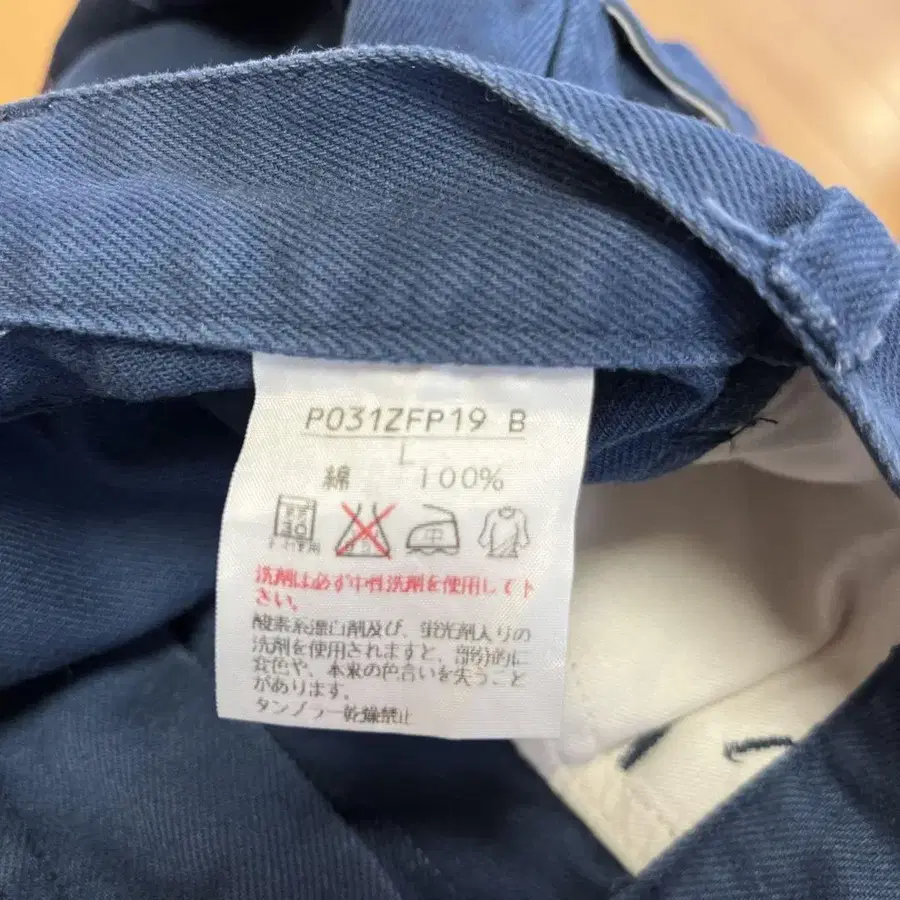 P031ZFP19 B
L
綿 100%
30 中
洗剤は必ず中性洗剤を使用して下
さい。
酸素系漂白剤及び、蛍光剤入りの
洗剤を使用されますと、部分的に
食色や、本来の色合いを失うこと
があります。
タンブラー乾燥禁止